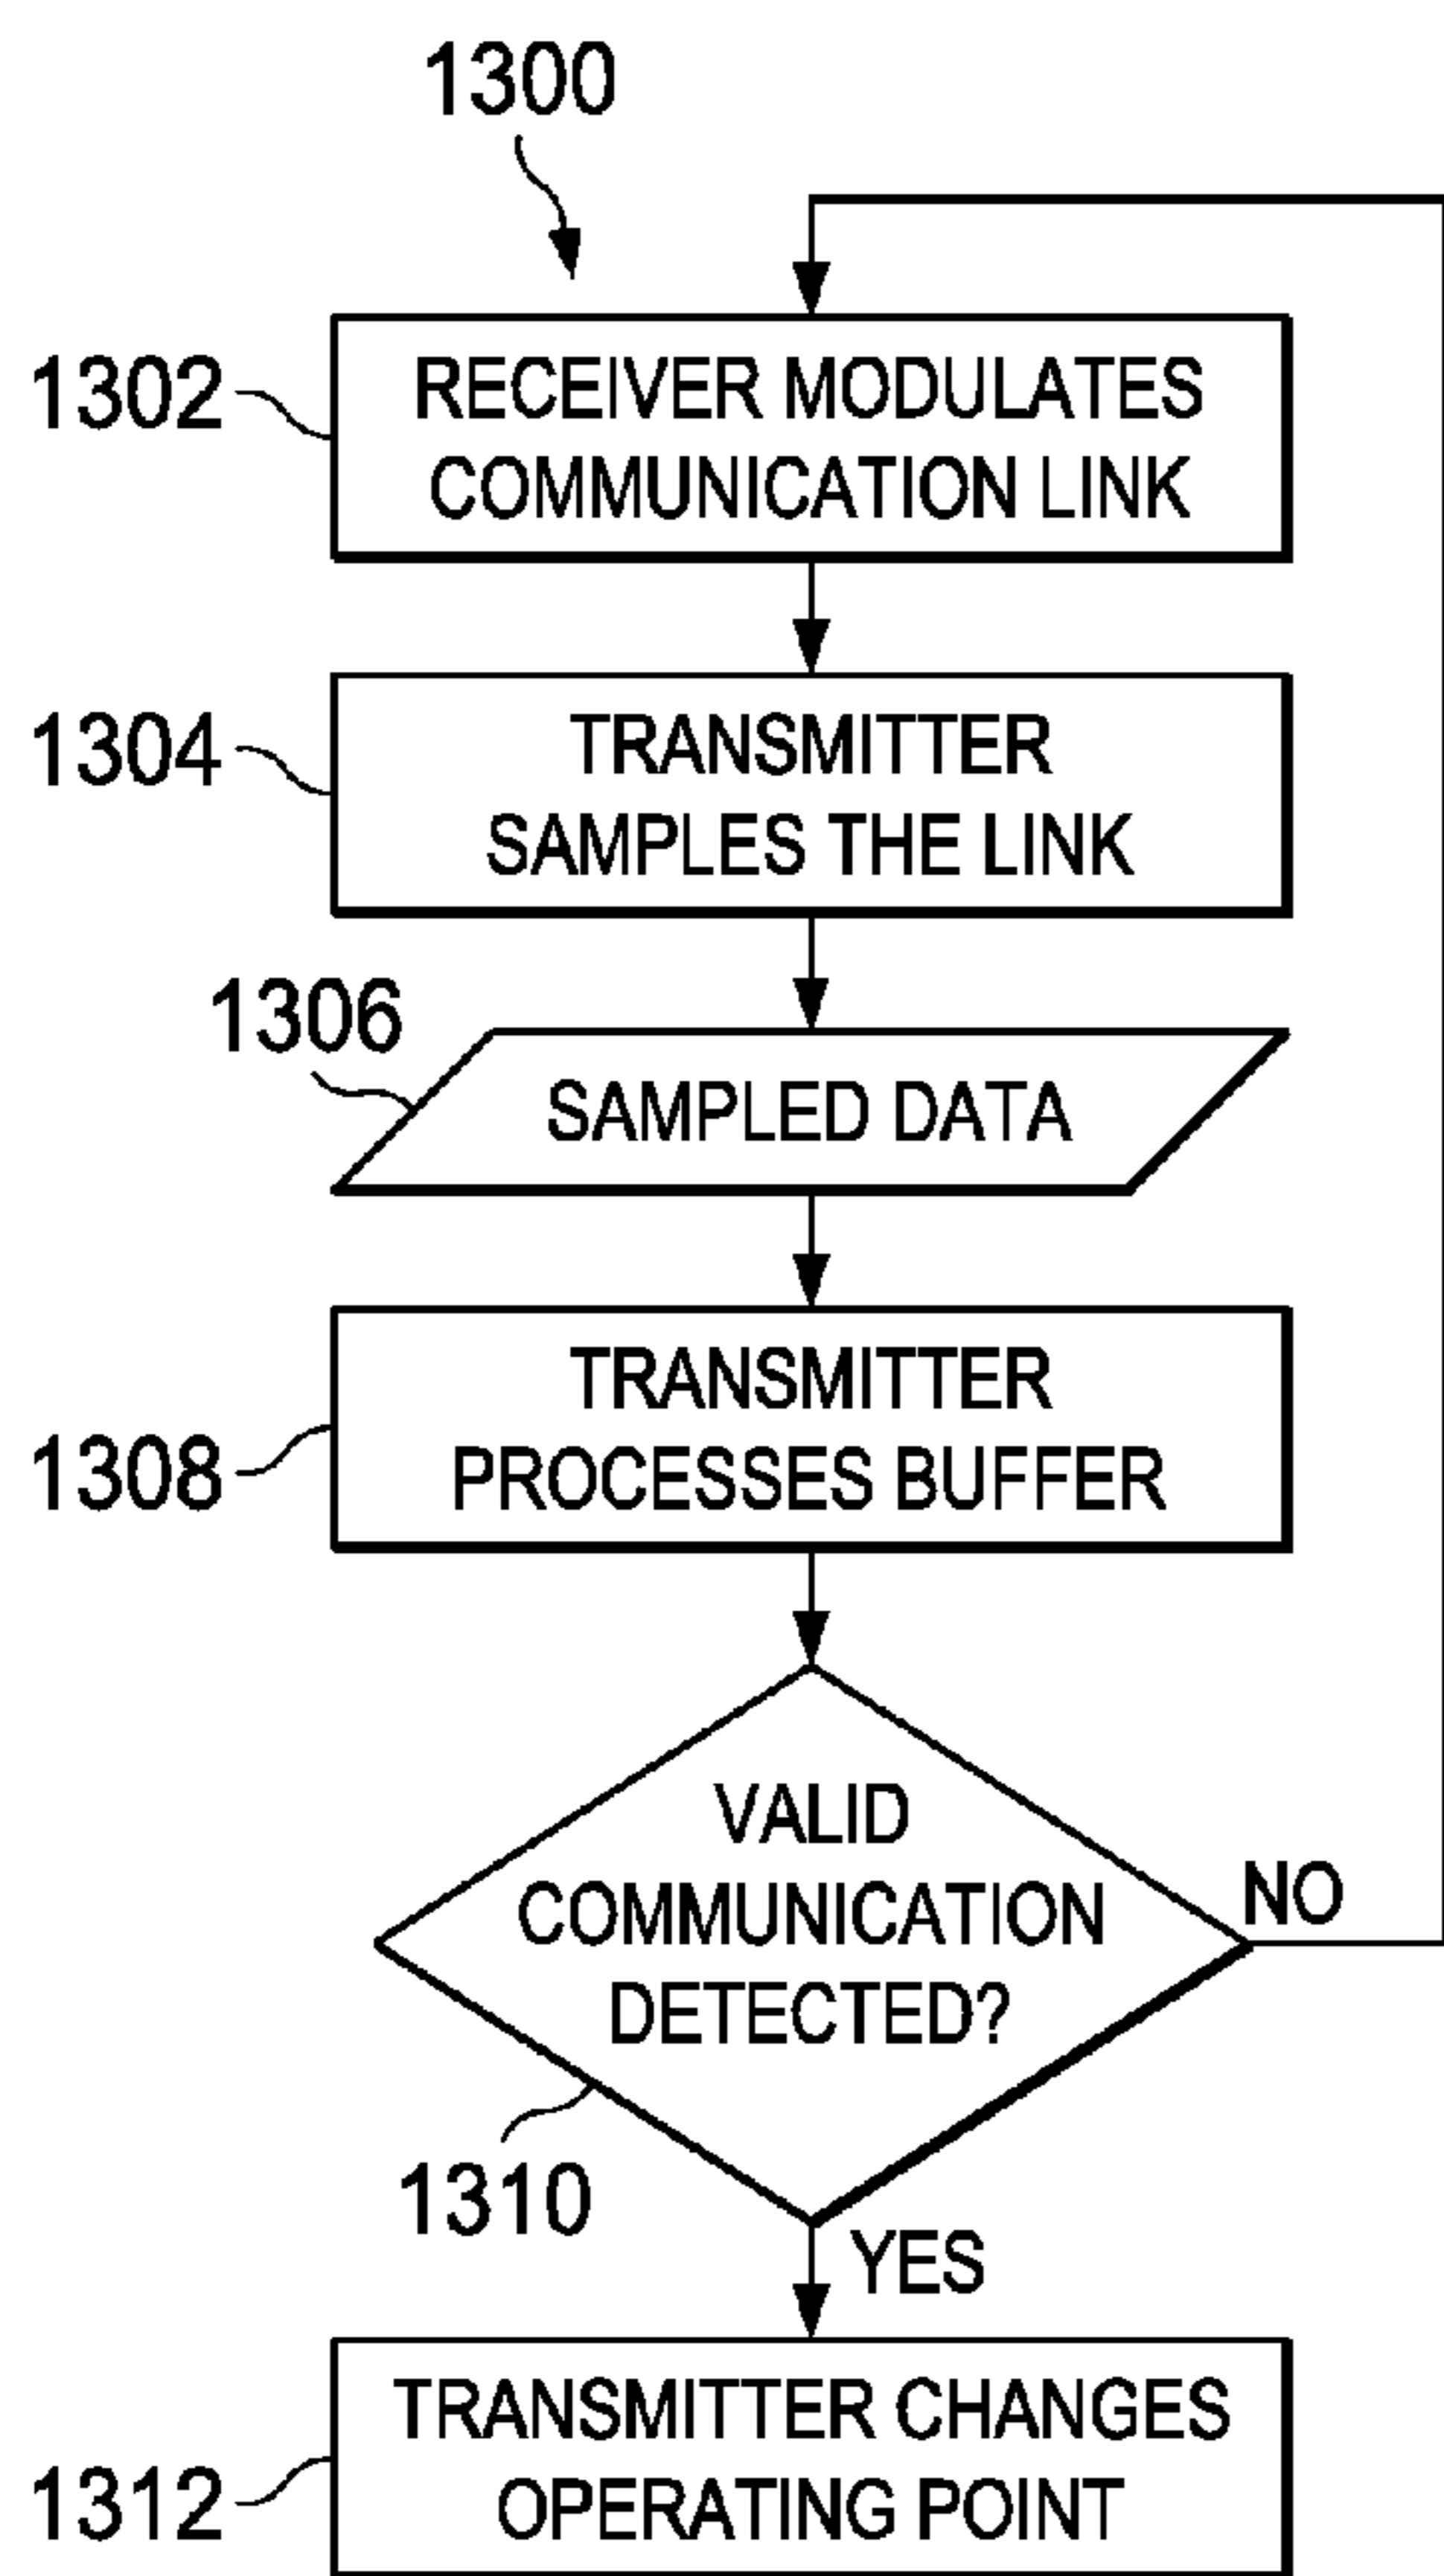 1300
1302
RECEIVER MODULATES
COMMUNICATION LINK
1304
TRANSMITTER
SAMPLES THE LINK
1306
SAMPLED DATA
1308
TRANSMITTER
PROCESSES BUFFER
VALID
COMMUNICATION
DETECTED?
NO
1310
YES
1312
TRANSMITTER CHANGES
OPERATING POINT